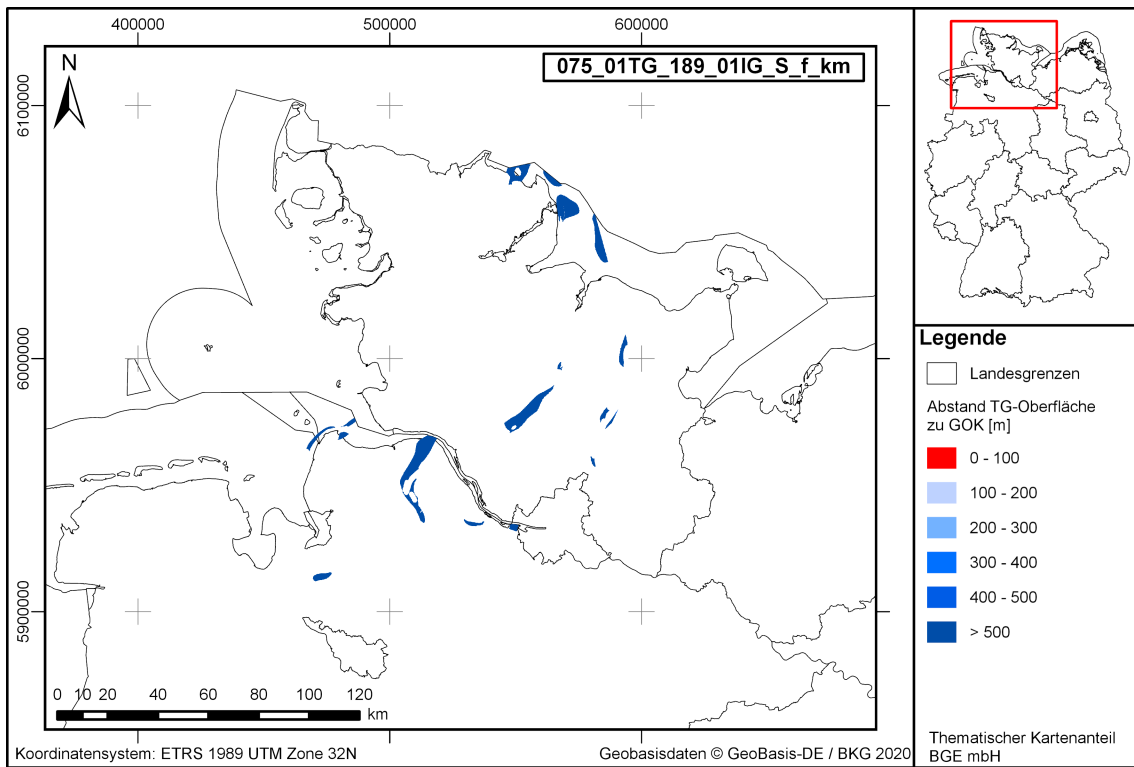 400000
500000
600000
075_01TG_189_01IG_S_f_km
N
6100000
6000000
5900000
0 10 20 40 60 80 100 120
km
Koordinatensystem: ETRS 1989 UTM Zone 32N
Geobasisdaten © GeoBasis-DE / BKG 2020
Legende
Landesgrenzen
Abstand TG-Oberfläche
zu GOK [m]
0 - 100
100 - 200
200 - 300
300 - 400
400 - 500
> 500
Thematischer Kartenanteil
BGE mbH